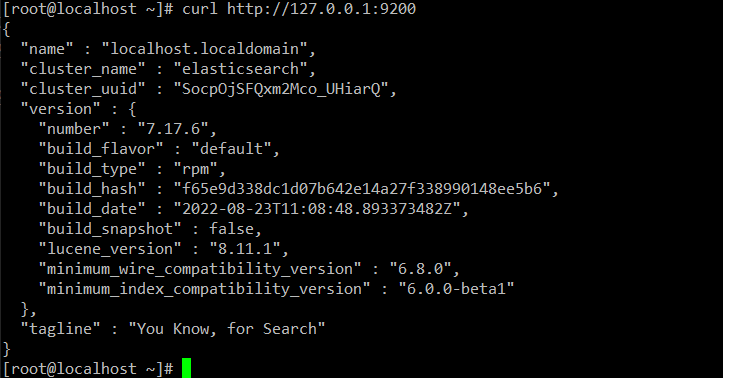 [root@localhost ~]# curl http://127.0.0.1:9200
{
  "name" : "localhost.localdomain",
  "cluster_name" : "elasticsearch",
  "cluster_uuid" : "SocpOjSFQxm2Mco_UHiarQ",
  "version" : {
    "number" : "7.17.6",
    "build_flavor" : "default",
    "build_type" : "rpm",
    "build_hash" : "f65e9d338dc1d07b642e14a27f338990148ee5b6",
    "build_date" : "2022-08-23T11:08:48.893373482Z",
    "build_snapshot" : false,
    "lucene_version" : "8.11.1",
    "minimum_wire_compatibility_version" : "6.8.0",
    "minimum_index_compatibility_version" : "6.0.0-beta1"
  },
  "tagline" : "You Know, for Search"
}
[root@localhost ~]#